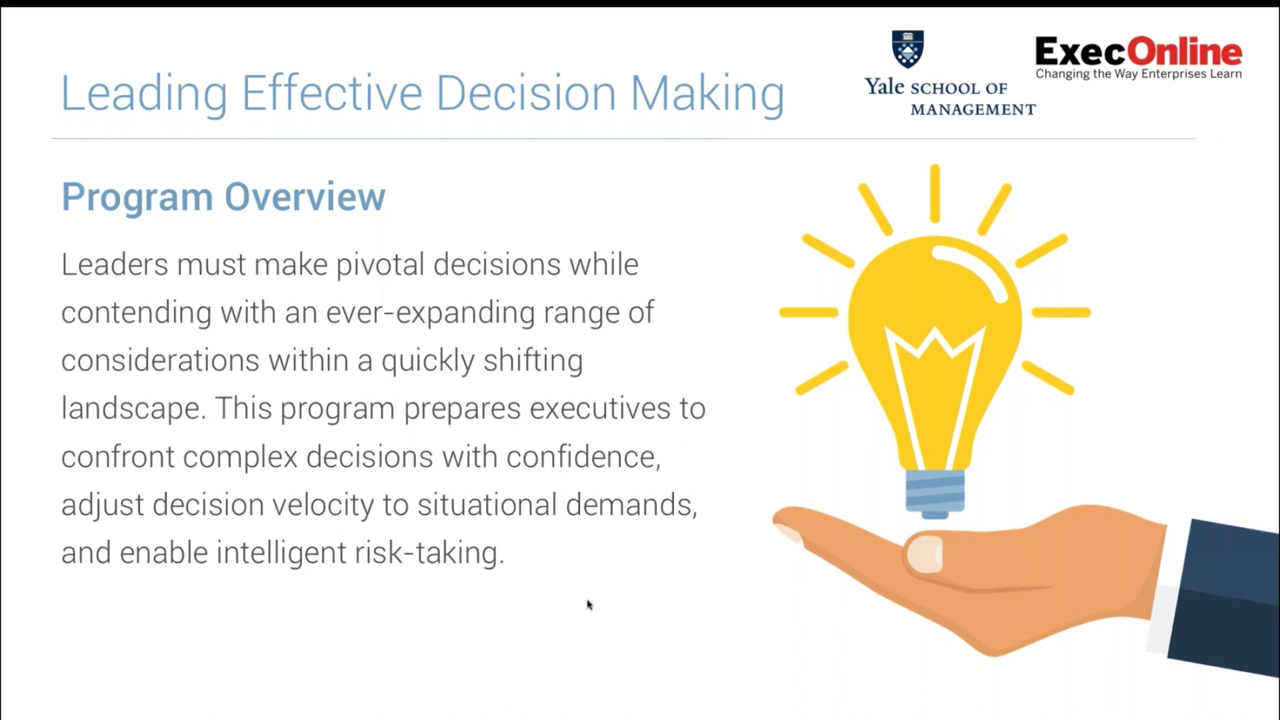 Leading Effective Decision Making
Yale SCHOOL OF
MANAGEMENT
ExecOnline
Changing the Way Enterprises Learn
Program Overview
Leaders must make pivotal decisions while
contending with an ever-expanding range of
considerations within a quickly shifting
landscape. This program prepares executives to
confront complex decisions with confidence,
adjust decision velocity to situational demands,
and enable intelligent risk-taking.